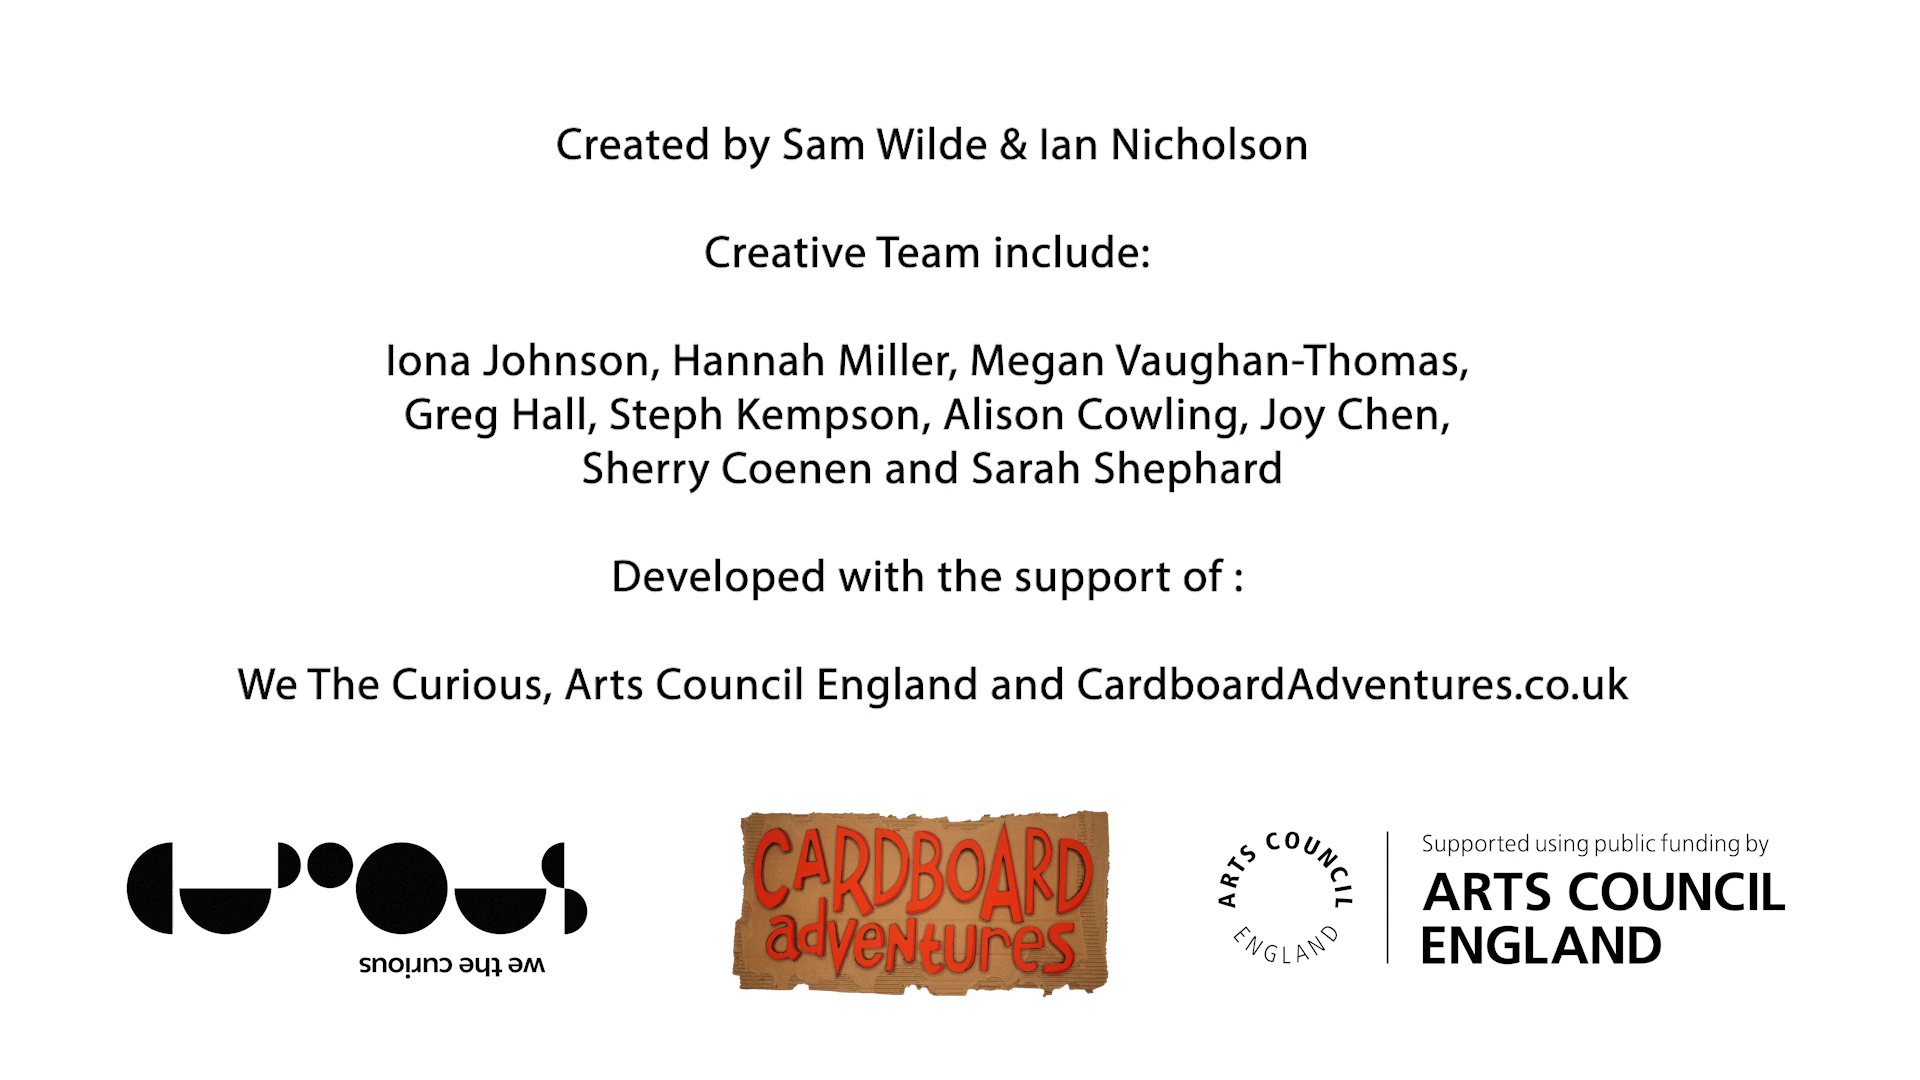 Created by Sam Wilde & Ian Nicholson
Creative Team include:
Iona Johnson, Hannah Miller, Megan Vaughan-Thomas,
Greg Hall, Steph Kempson, Alison Cowling, Joy Chen,
Sherry Coenen and Sarah Shephard
Developed with the support of :
We The Curious, Arts Council England and CardboardAdventures.co.uk
curious
we the curious
CARDBOARD
adventures
ARTS COUNCIL
ENGLAND
Supported using public funding by
ARTS COUNCIL
ENGLAND